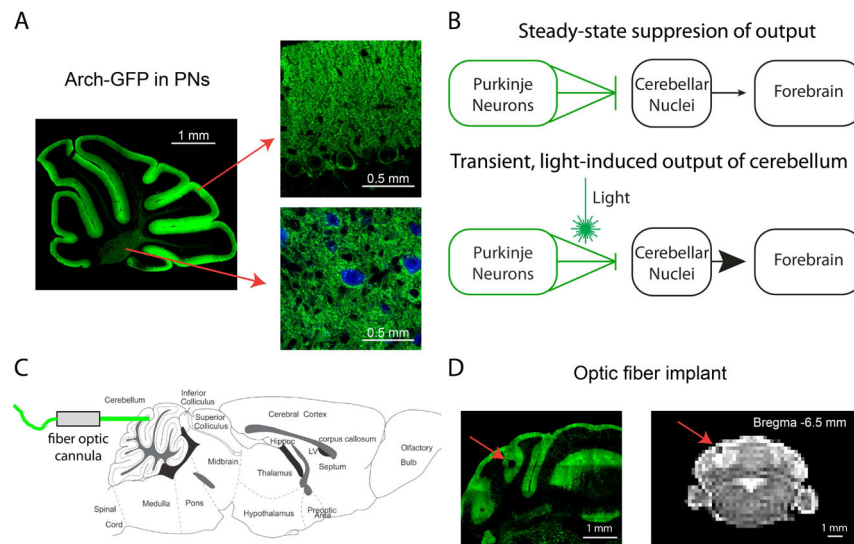 A
Arch-GFP in PNs
1 mm
0.5 mm
0.5 mm
B
Steady-state suppresion of output
Purkinje
Neurons
Cerebellar
Nuclei
Forebrain
Transient, light-induced output of cerebellum
Light
Purkinje
Neurons
Cerebellar
Nuclei
Forebrain
C
fiber optic
cannula
Cerebellum
Inferior
Colliculus
Superior
Colliculus
Cerebral Cortex
Hippoc
corpus callosum
LV
Septum
Midbrain
Thalamus
Olfactory
Bulb
Medulla
Pons
Hypothalamus
Preoptic
Area
Spinal
Cord
D
Optic fiber implant
1 mm
Bregma -6.5 mm
1 mm